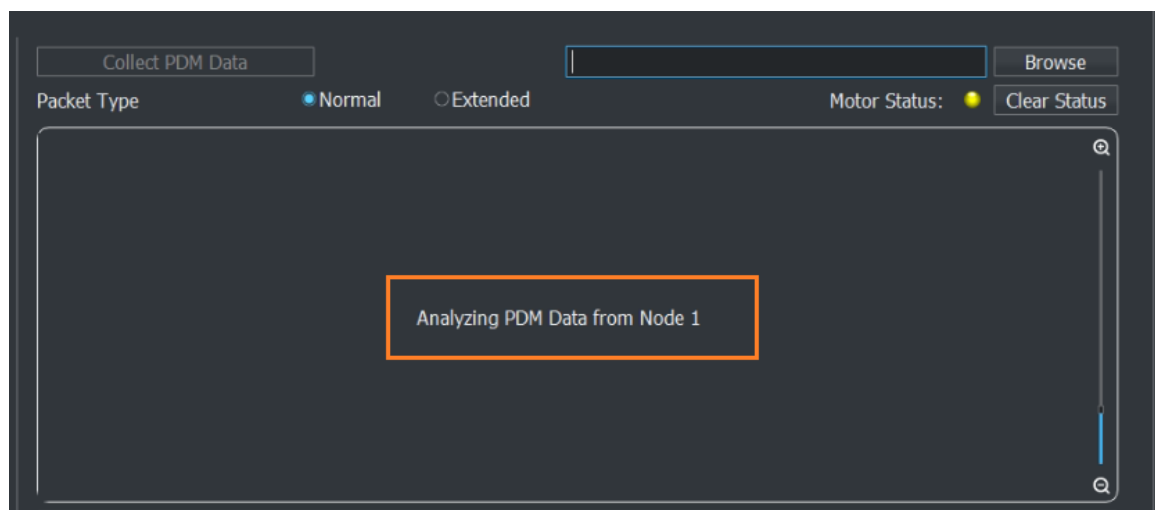 Collect PDM Data Browse
Packet Type Normal Extended Motor Status: Clear Status
Analyzing PDM Data from Node 1